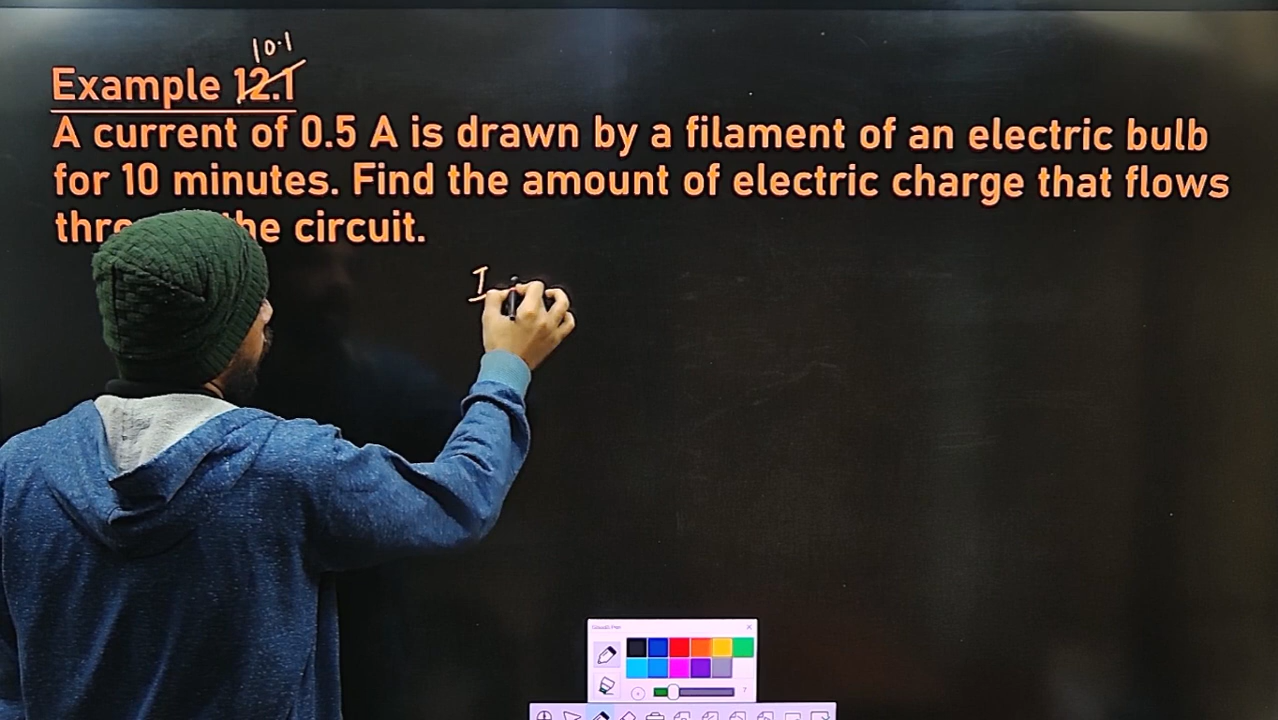 10.1
Example 12.1
A current of 0.5 A is drawn by a filament of an electric bulb
for 10 minutes. Find the amount of electric charge that flows
the circuit.
I
7